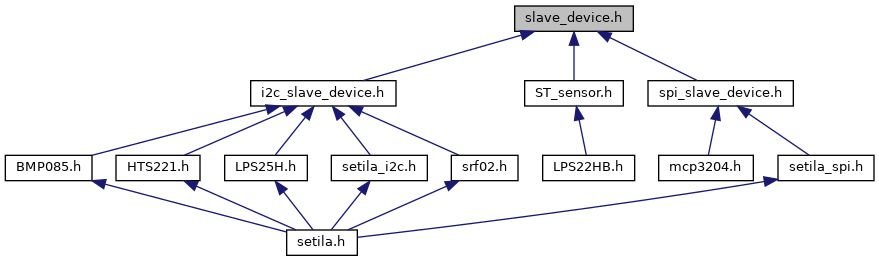 slave_device.h
i2c_slave_device.h
ST_sensor.h
spi_slave_device.h
BMP085.h
HTS221.h
LPS25H.h
setila_i2c.h
srf02.h
LPS22HB.h
mcp3204.h
setila_spi.h
setila.h